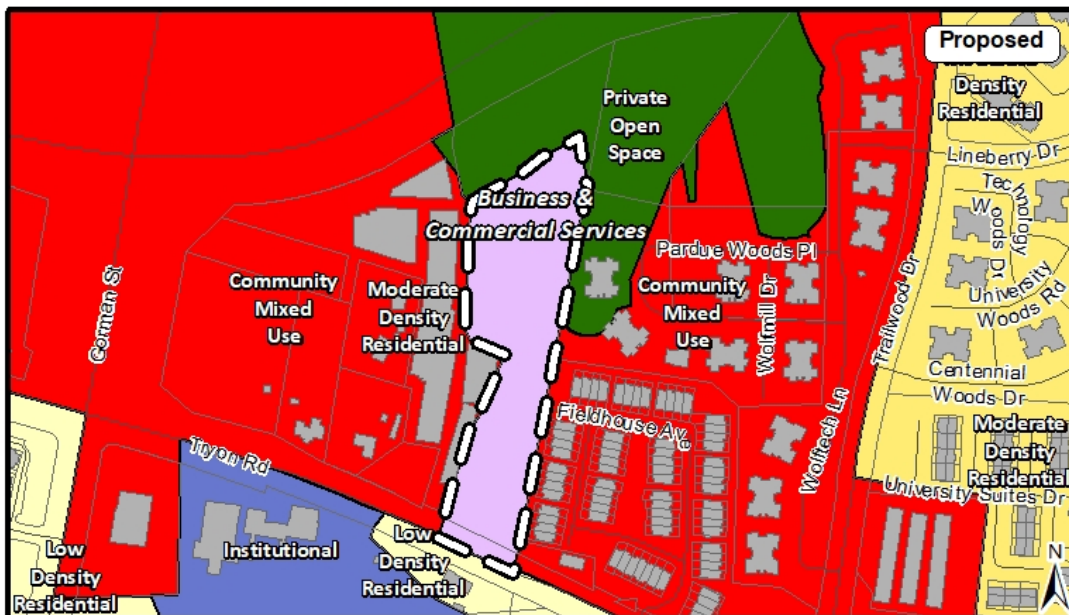 Proposed
Density
Residential
Private
Open
Space
Lineberry Dr
Technology
Woods Dr
Business &
Commercial Services
Pardue Woods Pl
University
Woods Rd
Gorman St
Community
Mixed
Use
Moderate
Density
Residential
Community
Mixed
Use
Wolfmill Dr
Trailwood Dr
Centennial
Woods Dr
Fieldhouse Ave
Wolftech Ln
Moderate
Density
Residential
Tryon Rd
University Suites Dr
Institutional
Low
Density
Residential
Low
Density
Residential
N